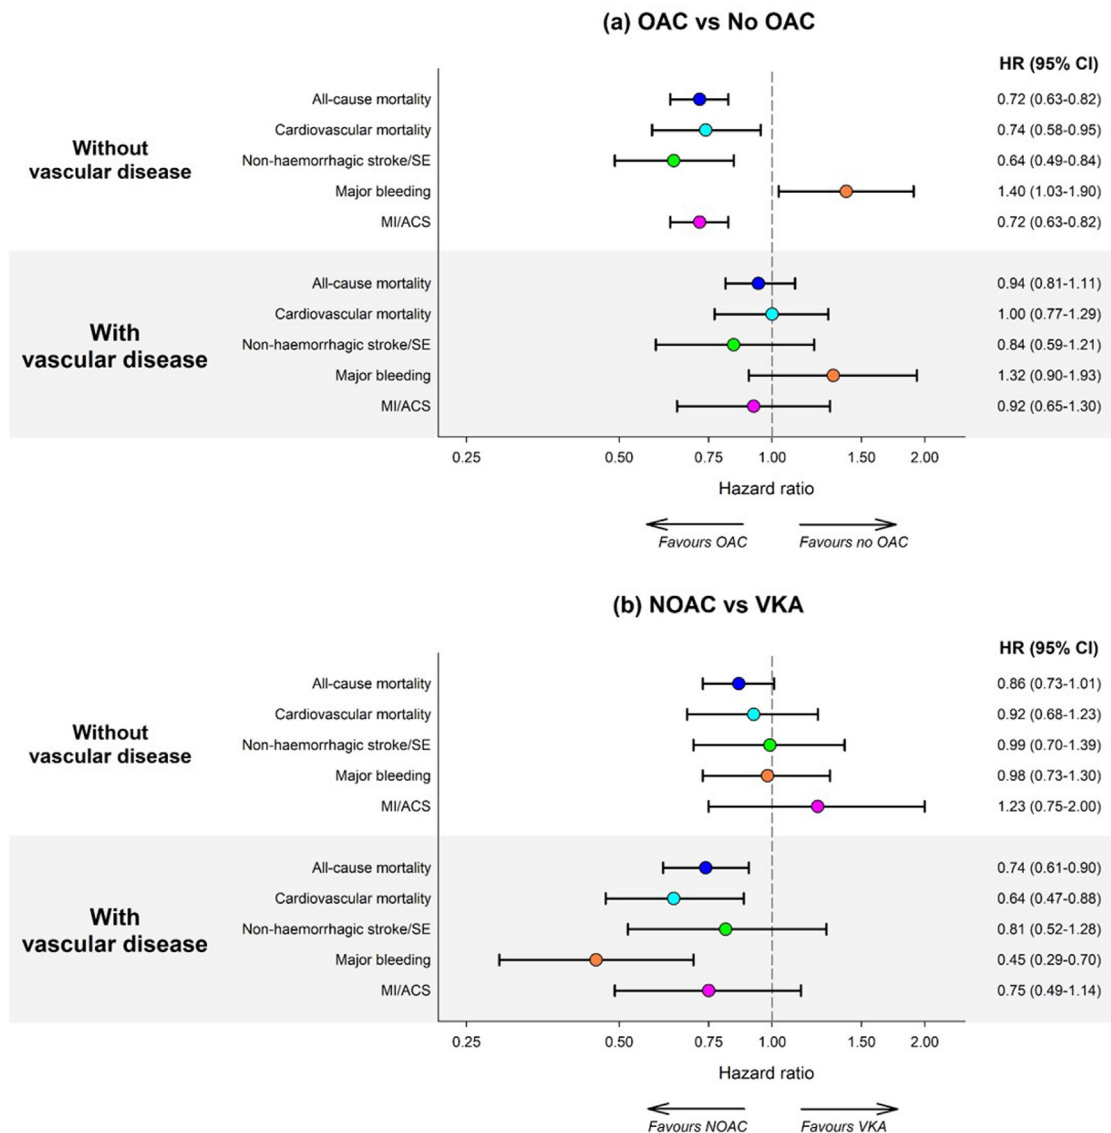 (a) OAC vs No OAC
HR (95% CI)
Without
vascular disease
All-cause mortality 0.72 (0.63-0.82)
Cardiovascular mortality 0.74 (0.58-0.95)
Non-haemorrhagic stroke/SE 0.64 (0.49-0.84)
Major bleeding 1.40 (1.03-1.90)
MI/ACS 0.72 (0.63-0.82)
With
vascular disease
All-cause mortality 0.94 (0.81-1.11)
Cardiovascular mortality 1.00 (0.77-1.29)
Non-haemorrhagic stroke/SE 0.84 (0.59-1.21)
Major bleeding 1.32 (0.90-1.93)
MI/ACS 0.92 (0.65-1.30)
0.25 0.50 0.75 1.00 1.50 2.00
Hazard ratio
Favours OAC Favours no OAC
(b) NOAC vs VKA
HR (95% CI)
Without
vascular disease
All-cause mortality 0.86 (0.73-1.01)
Cardiovascular mortality 0.92 (0.68-1.23)
Non-haemorrhagic stroke/SE 0.99 (0.70-1.39)
Major bleeding 0.98 (0.73-1.30)
MI/ACS 1.23 (0.75-2.00)
With
vascular disease
All-cause mortality 0.74 (0.61-0.90)
Cardiovascular mortality 0.64 (0.47-0.88)
Non-haemorrhagic stroke/SE 0.81 (0.52-1.28)
Major bleeding 0.45 (0.29-0.70)
MI/ACS 0.75 (0.49-1.14)
0.25 0.50 0.75 1.00 1.50 2.00
Hazard ratio
Favours NOAC Favours VKA